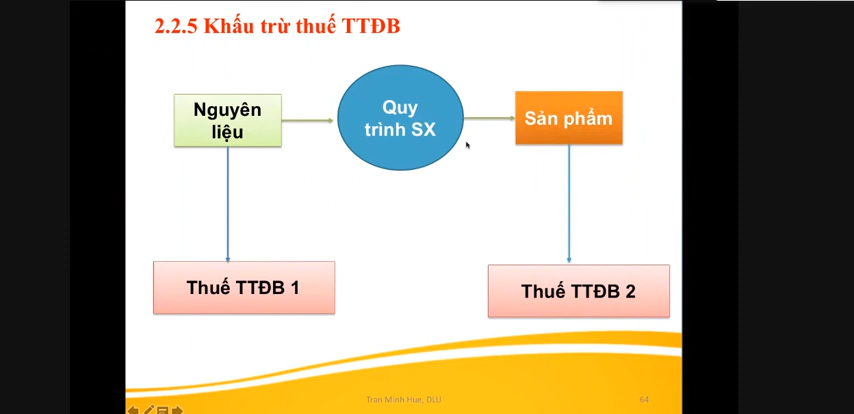 2.2.5 Khấu trừ thuế TTĐB
Nguyên
liệu
Quy
trình SX
Sản phẩm
Thuế TTĐB 1
Thuế TTĐB 2
Tran Minh Hue, DLU
64